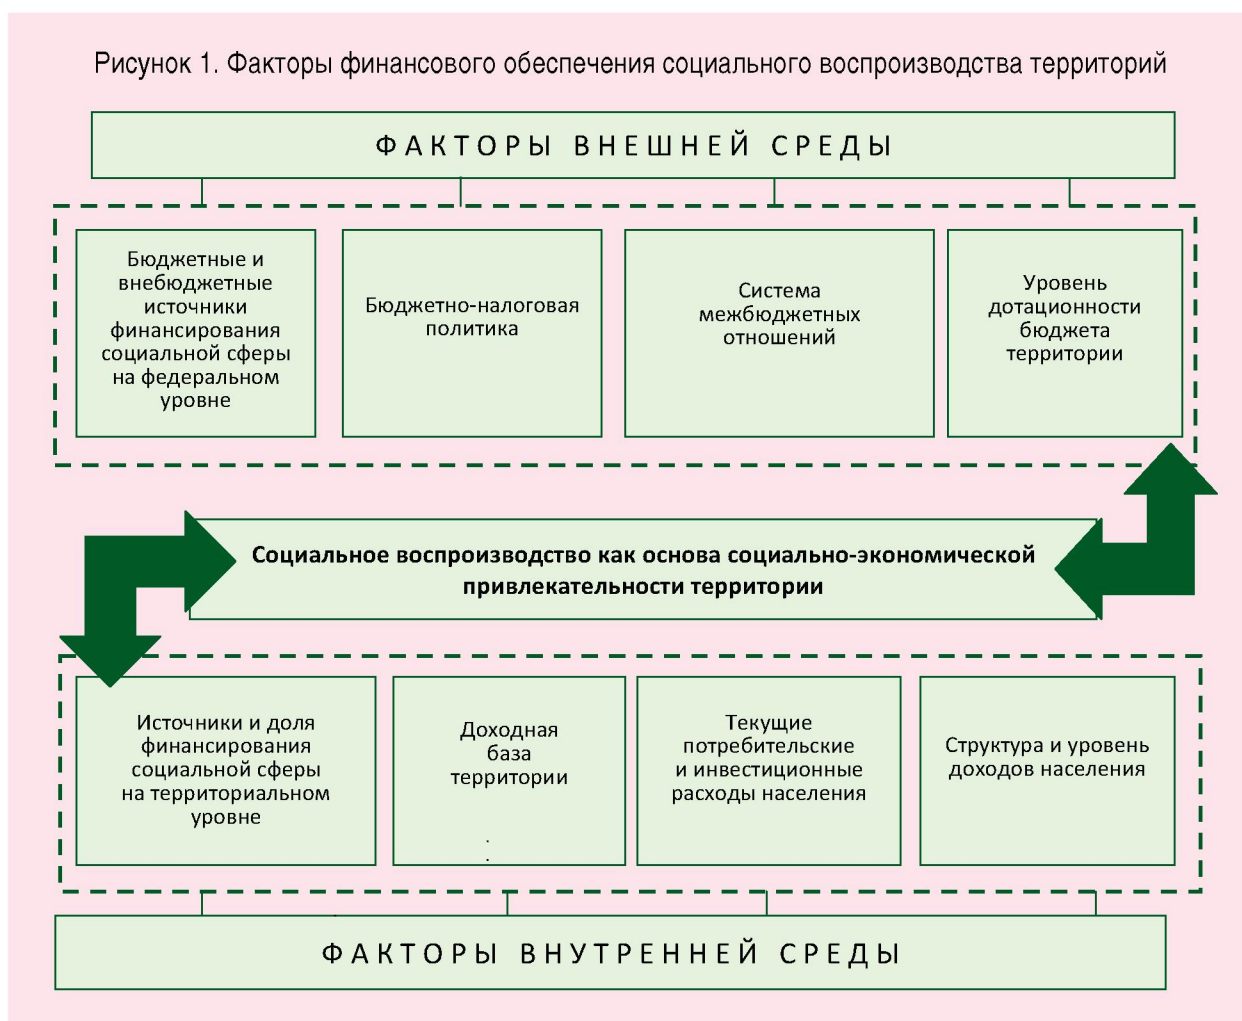 Рисунок 1. Факторы финансового обеспечения социального воспроизводства территорий
ФАКТОРЫ ВНЕШНЕЙ СРЕДЫ
Бюджетные и
внебюджетные
источники
финансирования
социальной сферы
на федеральном
уровне
Бюджетно-налоговая
политика
Система
межбюджетных
отношений
Уровень
дотационности
бюджета
территории
Социальное воспроизводство как основа социально-экономической
привлекательности территории
Источники и доля
финансирования
социальной сферы
на территориальном
уровне
Доходная
база
территории
Текущие
потребительские
и инвестиционные
расходы населения
Структура и уровень
доходов населения
ФАКТОРЫ ВНУТРЕННЕЙ СРЕДЫ